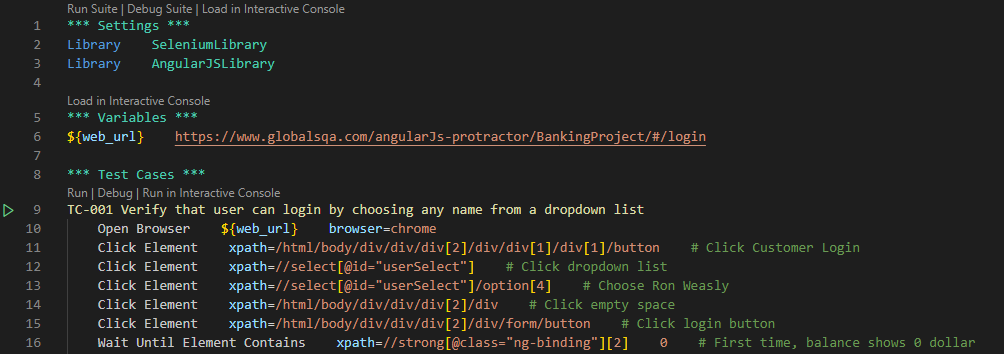 Run Suite | Debug Suite | Load in Interactive Console
1 *** Settings ***
2 Library    SeleniumLibrary
3 Library    AngularJSLibrary
4
Load in Interactive Console
5 *** Variables ***
6 ${web_url}    https://www.globalsqa.com/angularJs-protractor/BankingProject/#/login
7
8 *** Test Cases ***
Run | Debug | Run in Interactive Console
9 TC-001 Verify that user can login by choosing any name from a dropdown list
10     Open Browser    ${web_url}    browser=chrome
11     Click Element    xpath=/html/body/div/div/div[2]/div/div[1]/div[1]/button    # Click Customer Login
12     Click Element    xpath=//select[@id="userSelect"]    # Click dropdown list
13     Click Element    xpath=//select[@id="userSelect"]/option[4]    # Choose Ron Weasly
14     Click Element    xpath=/html/body/div/div/div[2]/div    # Click empty space
15     Click Element    xpath=/html/body/div/div/div[2]/div/form/button    # Click login button
16     Wait Until Element Contains    xpath=//strong[@class="ng-binding"][2]    0    # First time, balance shows 0 dollar